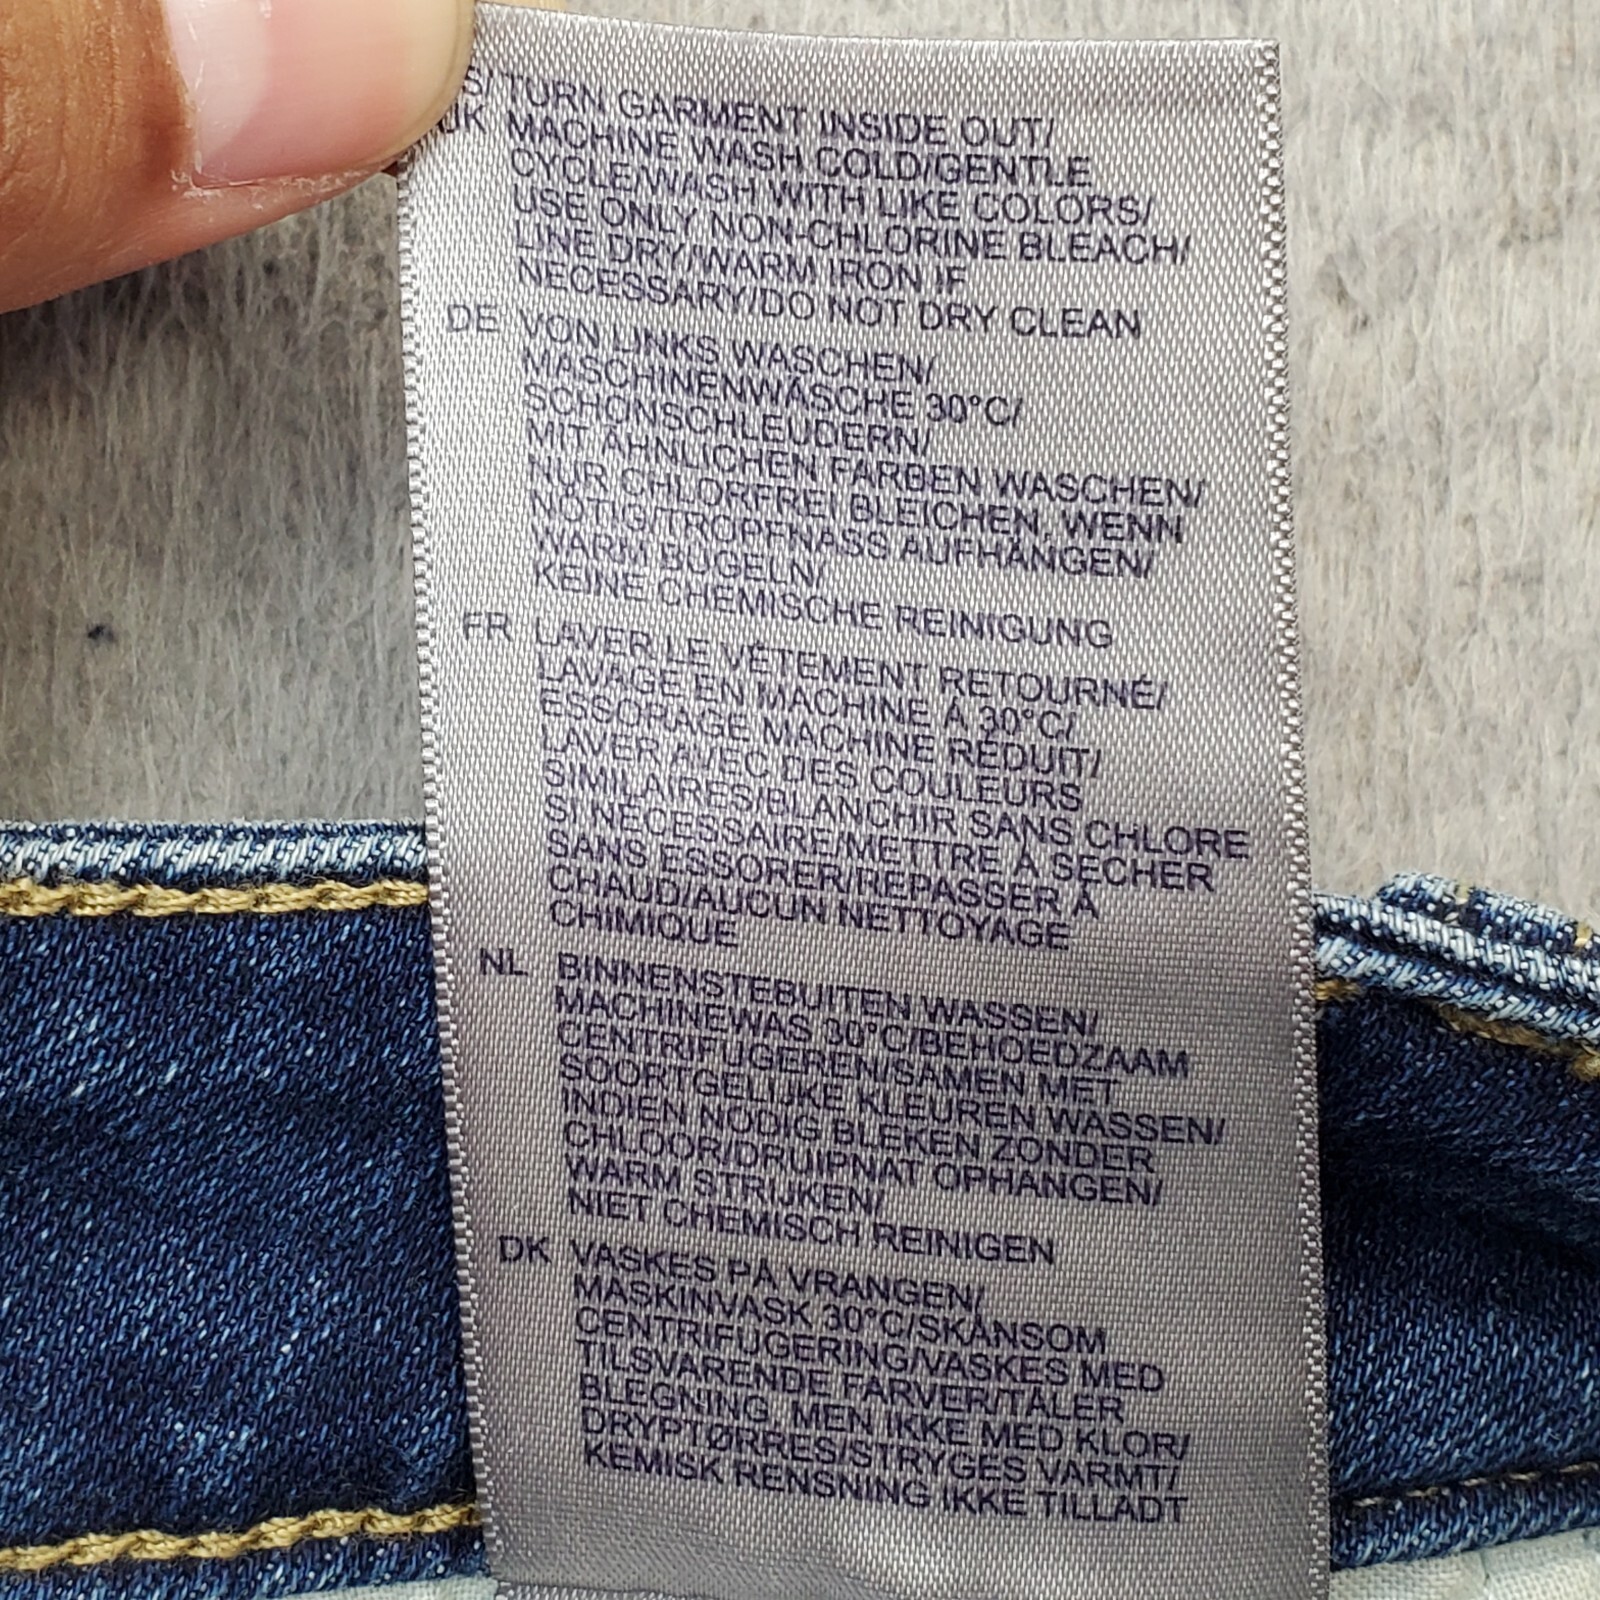 S/ TURN GARMENT INSIDE OUT/
UK MACHINE WASH COLD/GENTLE
CYCLE/WASH WITH LIKE COLORS/
USE ONLY NON-CHLORINE BLEACH/
LINE DRY/WARM IRON IF
NECESSARY/DO NOT DRY CLEAN
DE VON LINKS WASCHEN/
MASCHINENWÄSCHE 30°C/
SCHONSCHLEUDERN/
MIT ÄHNLICHEN FARBEN WASCHEN/
NUR CHLORFREI BLEICHEN, WENN
NÖTIG/TROPFNASS AUFHÄNGEN/
WARM BÜGELN/
KEINE CHEMISCHE REINIGUNG
FR LAVER LE VÊTEMENT RETOURNÉ/
LAVAGE EN MACHINE À 30°C/
ESSORAGE MACHINE RÉDUIT/
LAVER AVEC DES COULEURS
SIMILAIRES/BLANCHIR SANS CHLORE
SI NÉCESSAIRE/METTRE À SÉCHER
SANS ESSORER/REPASSER À
CHAUD/AUCUN NETTOYAGE
CHIMIQUE
NL BINNENSTEBUITEN WASSEN/
MACHINEWAS 30°C/BEHOEDZAAM
CENTRIFUGEREN/SAMEN MET
SOORTGELIJKE KLEUREN WASSEN/
INDIEN NODIG BLEKEN ZONDER
CHLOOR/DRUIPNAT OPHANGEN/
WARM STRIJKEN/
NIET CHEMISCH REINIGEN
DK VASKES PÅ VRANGEN/
MASKINVASK 30°C/SKÅNSOM
CENTRIFUGERING/VASKES MED
TILSVARENDE FARVER/TÅLER
BLEGNING, MEN IKKE MED KLOR/
DRYPTØRRES/STRYGES VARMT/
KEMISK RENSNING IKKE TILLADT